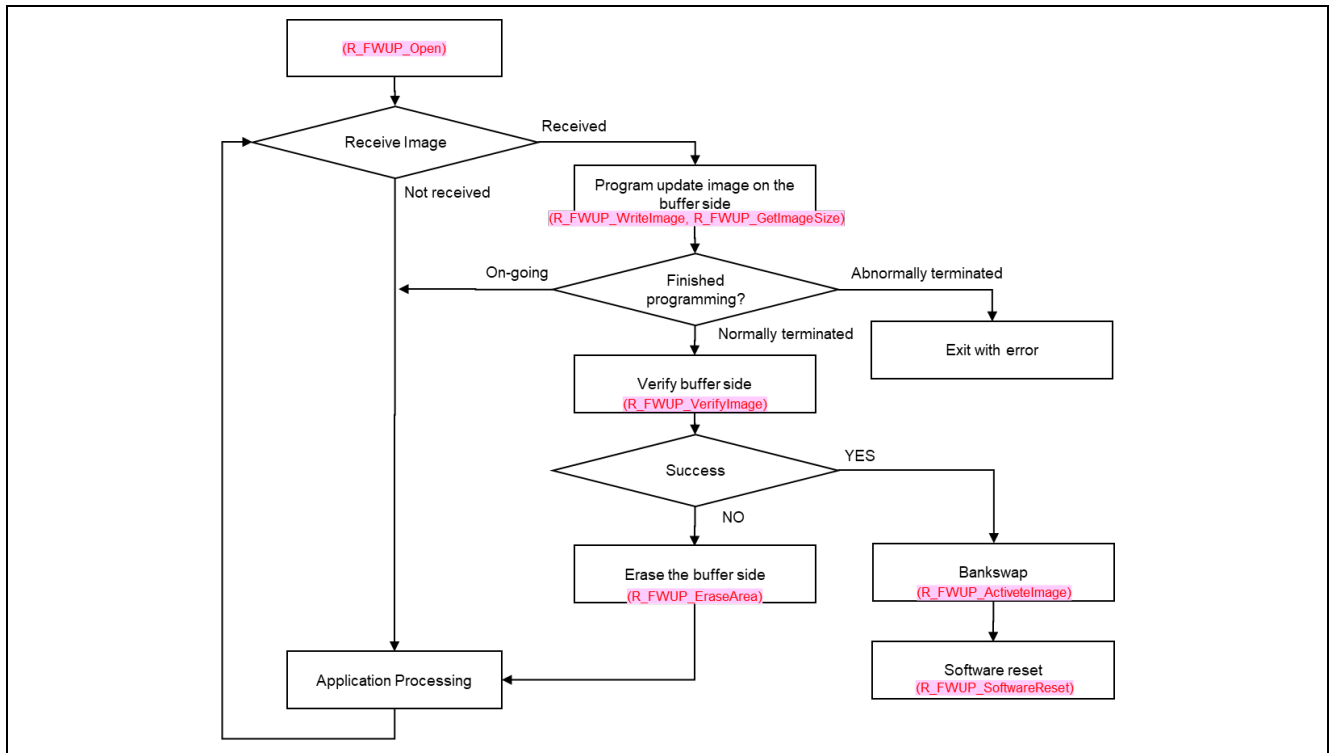 (R_FWUP_Open)
Receive Image
Received
Not received
Program update image on the
buffer side
(R_FWUP_WriteImage, R_FWUP_GetImageSize)
On-going
Finished
programming?
Abnormally terminated
Normally terminated
Exit with error
Verify buffer side
(R_FWUP_VerifyImage)
Success
YES
NO
Erase the buffer side
(R_FWUP_EraseArea)
Bankswap
(R_FWUP_ActiveteImage)
Application Processing
Software reset
(R_FWUP_SoftwareReset)